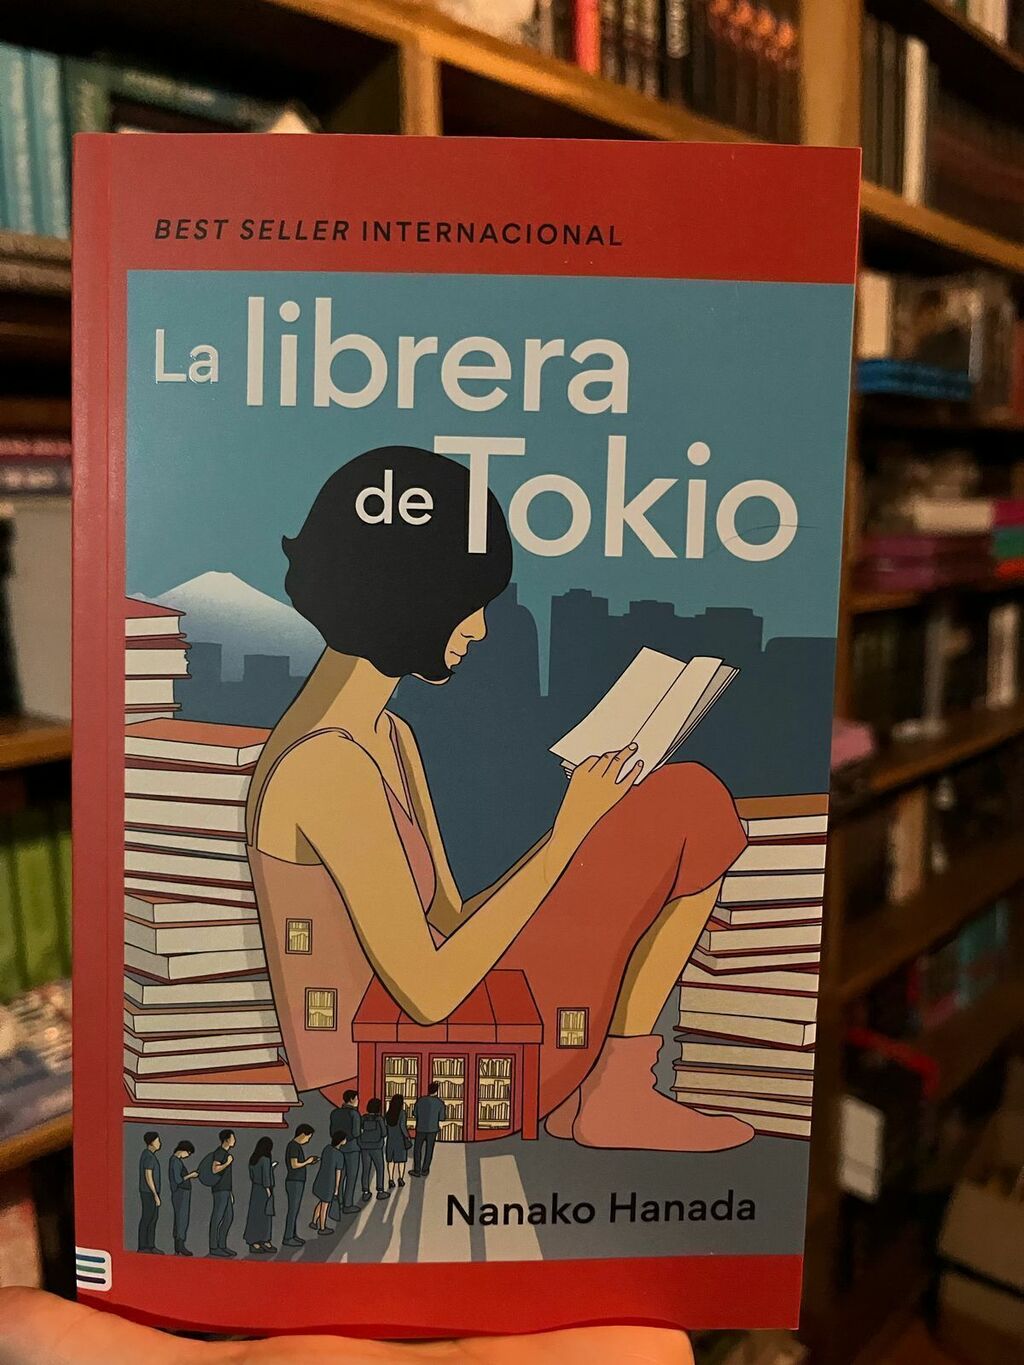 BEST SELLER INTERNACIONAL
La librera
de Tokio
Nanako Hanada